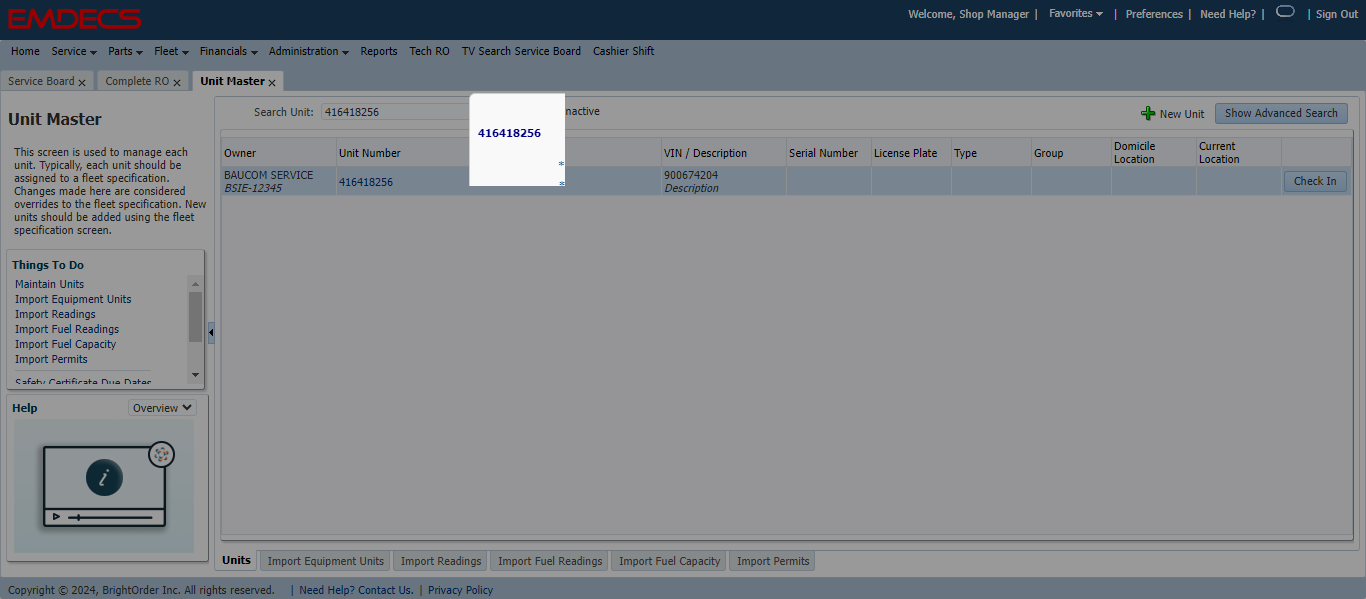 EMDECS
Welcome, Shop Manager | Favorites | Preferences | Need Help? | | Sign Out
Home Service Parts Fleet Financials Administration Reports Tech RO TV Search Service Board Cashier Shift
Service Board x Complete RO x Unit Master x
Unit Master
This screen is used to manage each
unit. Typically, each unit should be
assigned to a fleet specification.
Changes made here are considered
overrides to the fleet specification. New
units should be added using the fleet
specification screen.
Things To Do
Maintain Units
Import Equipment Units
Import Readings
Import Fuel Readings
Import Fuel Capacity
Import Permits
Safety Certificate Due Dates
Help Overview
i
Search Unit: 416418256 nactive New Unit Show Advanced Search
416418256
*
*
Owner Unit Number VIN / Description Serial Number License Plate Type Group Domicile Location Current Location
BAUCOM SERVICE
BSIE-12345
416418256
900674204
Description
Check In
Units Import Equipment Units Import Readings Import Fuel Readings Import Fuel Capacity Import Permits
Copyright © 2024, BrightOrder Inc. All rights reserved. | Need Help? Contact Us. | Privacy Policy